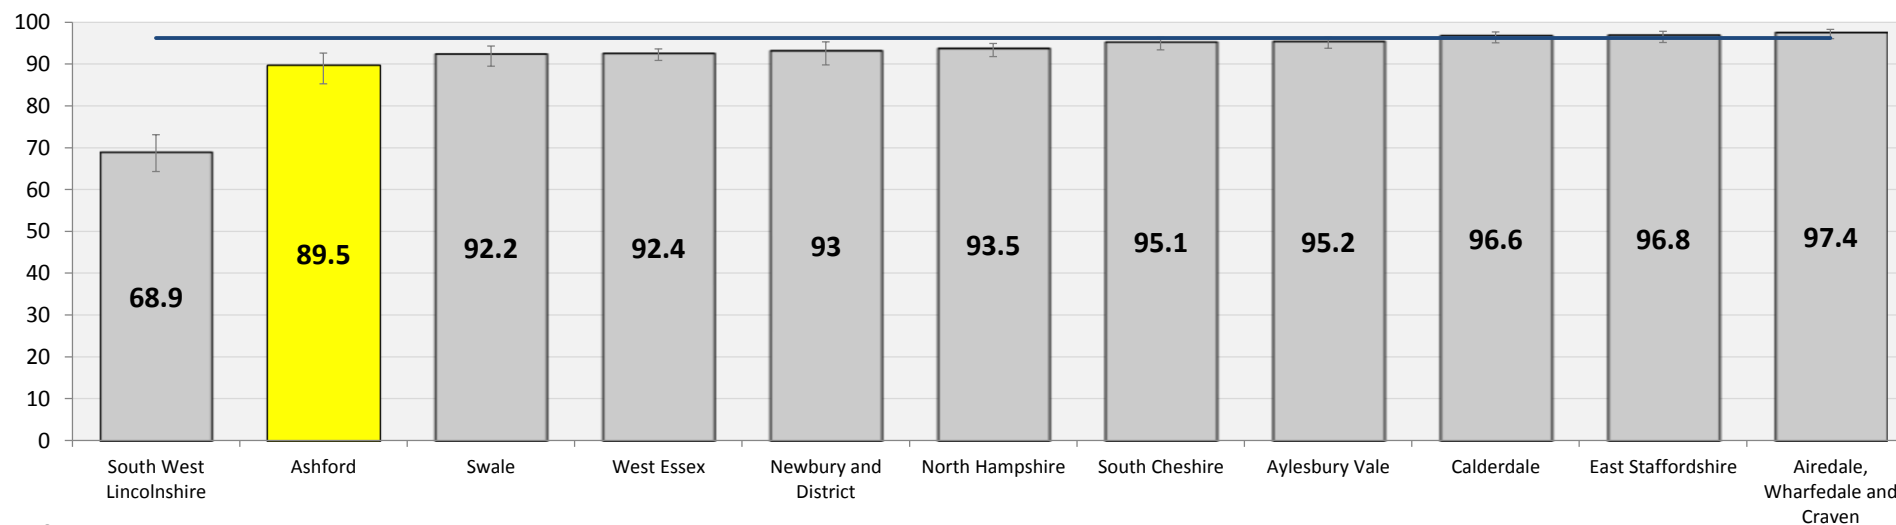 100
90
80
70
60
50
40
30
20
10
0
68.9
89.5
92.2
92.4
93
93.5
95.1
95.2
96.6
96.8
97.4
South West
Lincolnshire
Ashford
Swale
West Essex
Newbury and
District
North Hampshire
South Cheshire
Aylesbury Vale
Calderdale
East Staffordshire
Airedale,
Wharfedale and
Craven